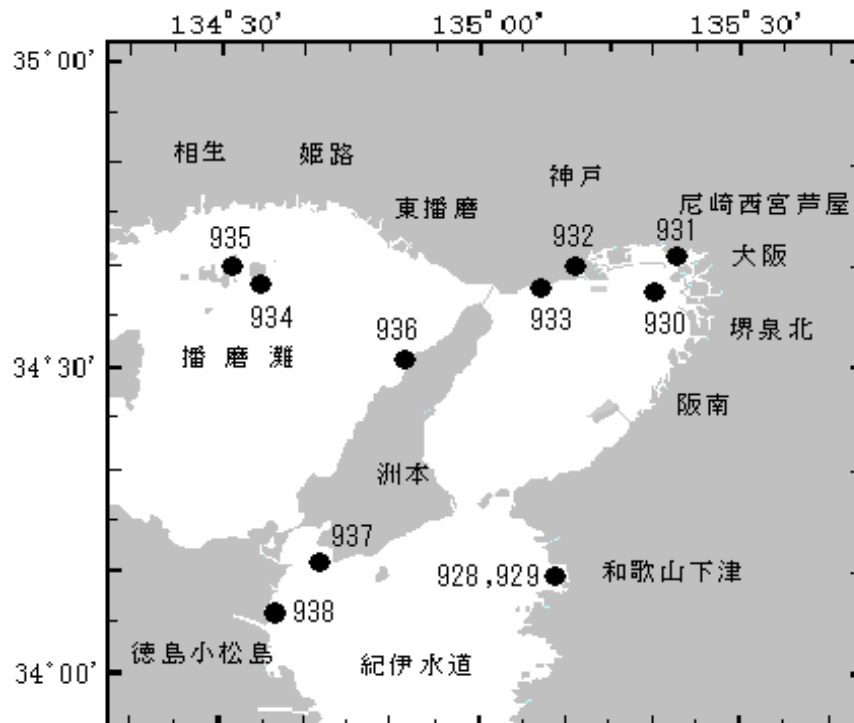 134°30' 135°00' 135°30'
35°00'
相生 姫路 神戸
東播磨 尼崎西宮芦屋
935 932 931
大阪
934 933 930
936 堺泉北
播磨灘
34°30'
阪南
洲本
937
928,929 和歌山下津
938
徳島小松島 紀伊水道
34°00'